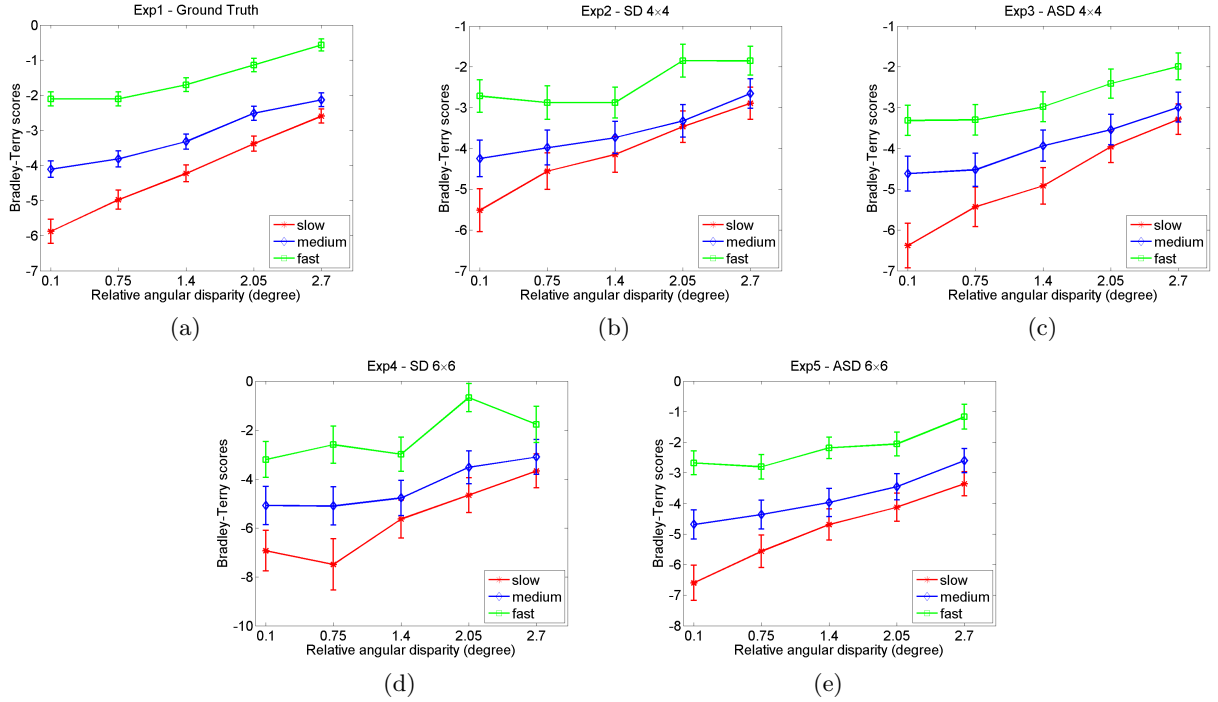 Exp1 - Ground Truth
Bradley-Terry scores
0
-1
-2
-3
-4
-5
-6
-7
0.1 0.75 1.4 2.05 2.7
Relative angular disparity (degree)
slow
medium
fast
(a)
Exp2 - SD 4×4
Bradley-Terry scores
-1
-2
-3
-4
-5
-6
-7
0.1 0.75 1.4 2.05 2.7
Relative angular disparity (degree)
slow
medium
fast
(b)
Exp3 - ASD 4×4
Bradley-Terry scores
-1
-2
-3
-4
-5
-6
-7
0.1 0.75 1.4 2.05 2.7
Relative angular disparity (degree)
slow
medium
fast
(c)
Exp4 - SD 6×6
Bradley-Terry scores
0
-2
-4
-6
-8
-10
0.1 0.75 1.4 2.05 2.7
Relative angular disparity (degree)
slow
medium
fast
(d)
Exp5 - ASD 6×6
Bradley-Terry scores
0
-1
-2
-3
-4
-5
-6
-7
-8
0.1 0.75 1.4 2.05 2.7
Relative angular disparity (degree)
slow
medium
fast
(e)